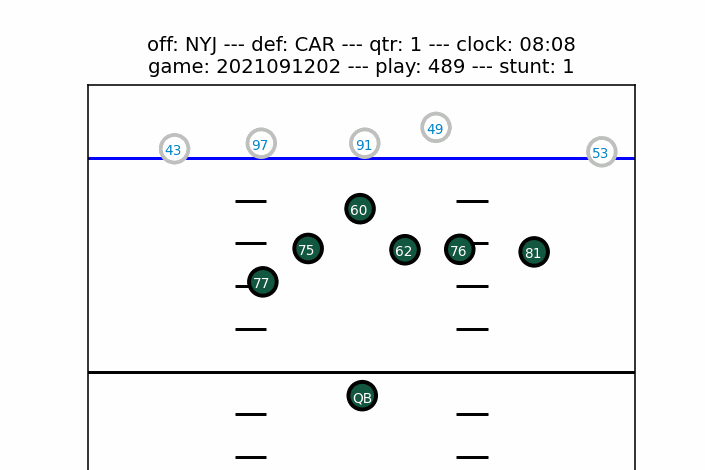 off: NYJ --- def: CAR --- qtr: 1 --- clock: 08:08
game: 2021091202 --- play: 489 --- stunt: 1
49
43 97 91 53
60
75 62 76 81
77
QB